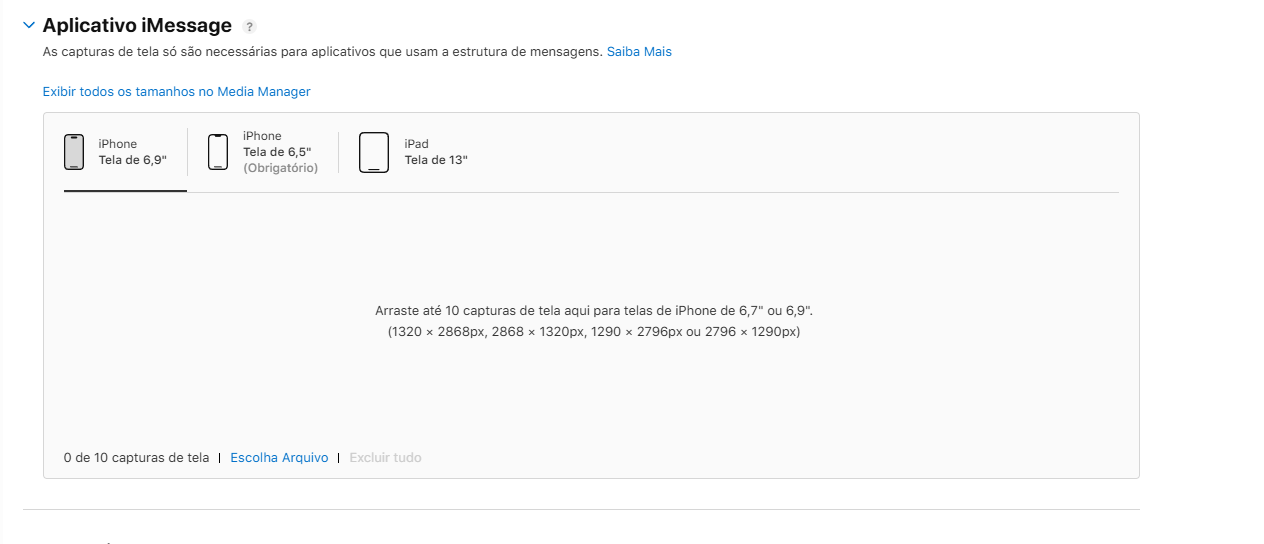 Aplicativo iMessage ?
As capturas de tela só são necessárias para aplicativos que usam a estrutura de mensagens. Saiba Mais
Exibir todos os tamanhos no Media Manager
iPhone
Tela de 6,9"
iPhone
Tela de 6,5"
(Obrigatório)
iPad
Tela de 13"
Arraste até 10 capturas de tela aqui para telas de iPhone de 6,7" ou 6,9".
(1320 × 2868px, 2868 × 1320px, 1290 × 2796px ou 2796 × 1290px)
0 de 10 capturas de tela | Escolha Arquivo | Excluir tudo